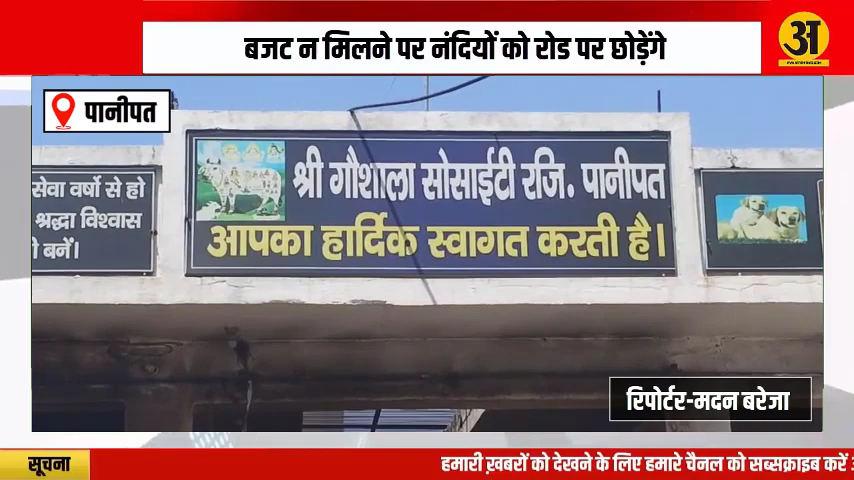 बजट न मिलने पर नंदियों को रोड पर छोड़ेंगे
अ
पानीपत
श्री गौशाला सोसाईटी रजि. पानीपत
आपका हार्दिक स्वागत करती है।
सेवा वर्षो से हो
श्रद्धा विश्वास
बनें।
रिपोर्टर-मदन बरेजा
सूचना
हमारी ख़बरों को देखने के लिए हमारे चैनल को सब्सक्राइब करें